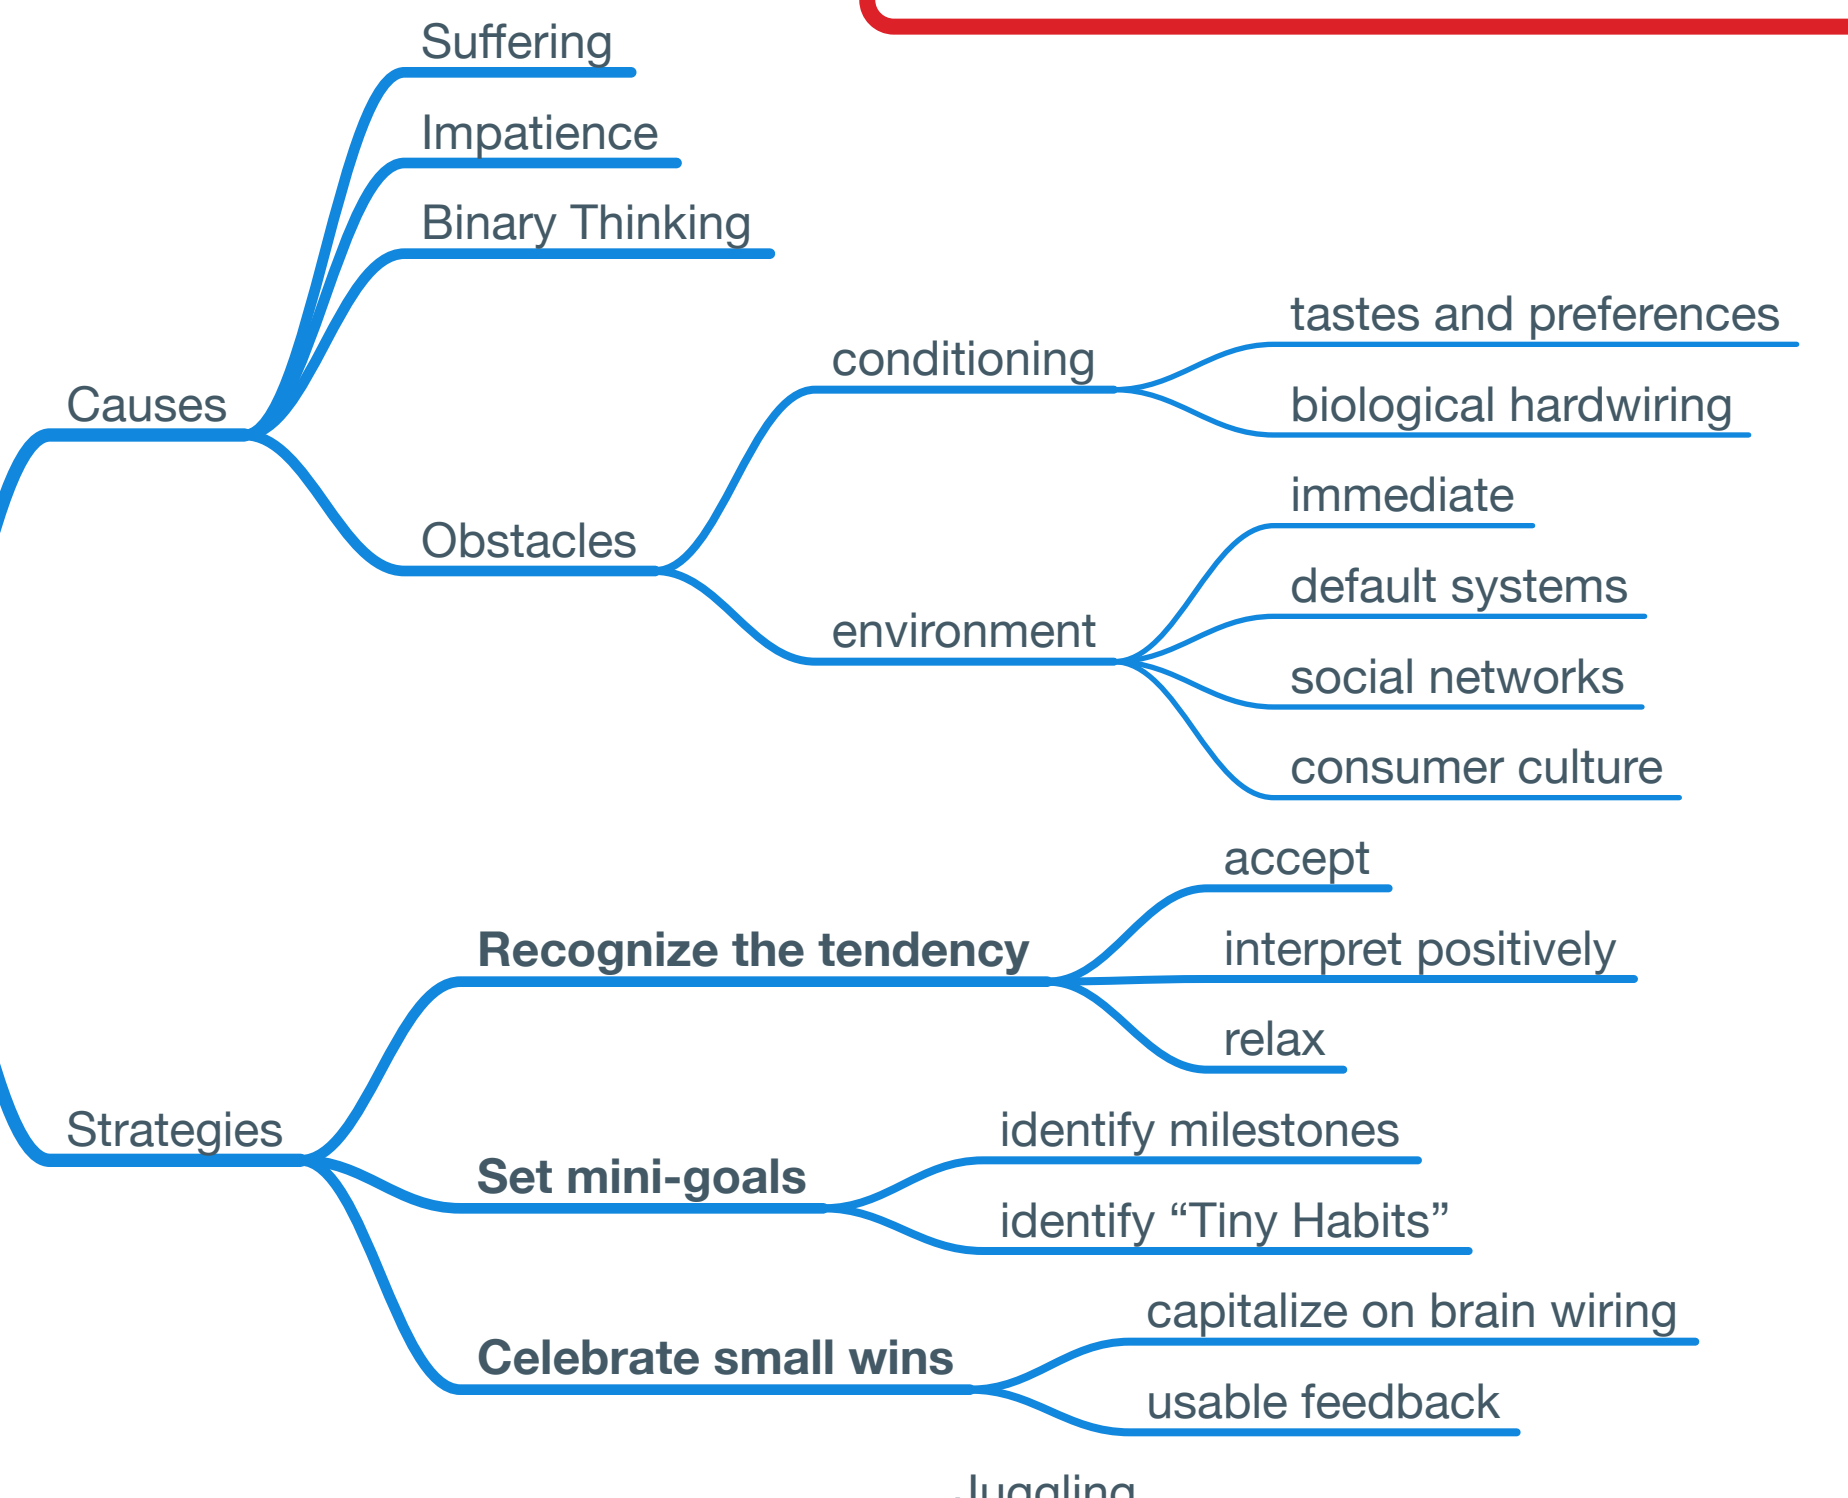 Suffering
Impatience
Binary Thinking
Causes
Obstacles
conditioning
tastes and preferences
biological hardwiring
environment
immediate
default systems
social networks
consumer culture
Strategies
Recognize the tendency
accept
interpret positively
relax
Set mini-goals
identify milestones
identify “Tiny Habits”
Celebrate small wins
capitalize on brain wiring
usable feedback
Juggling